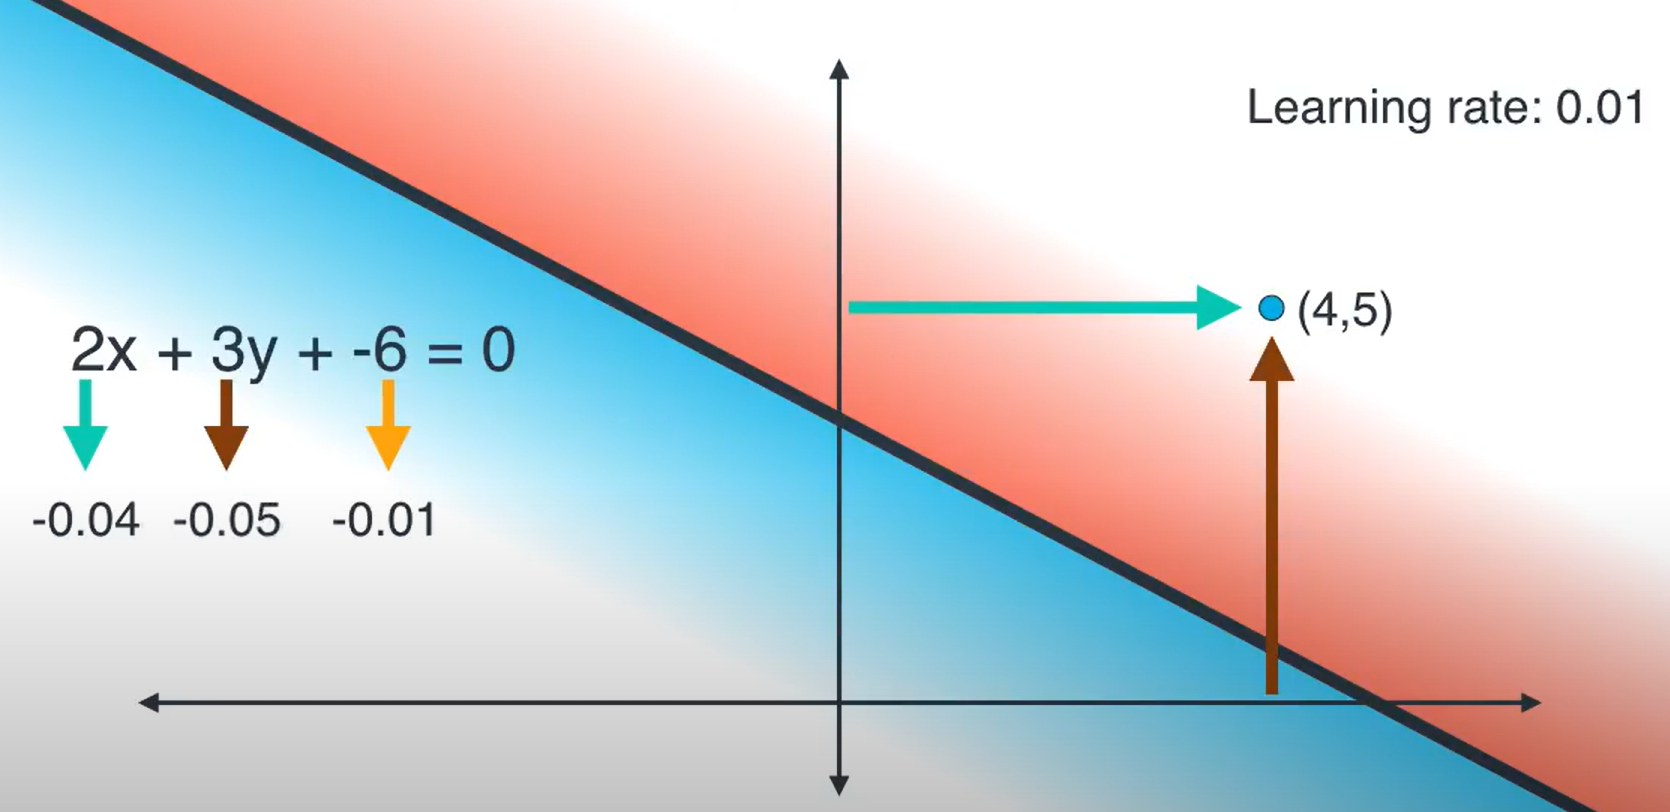 Learning rate: 0.01
(4,5)
2x + 3y + -6 = 0
-0.04 -0.05 -0.01